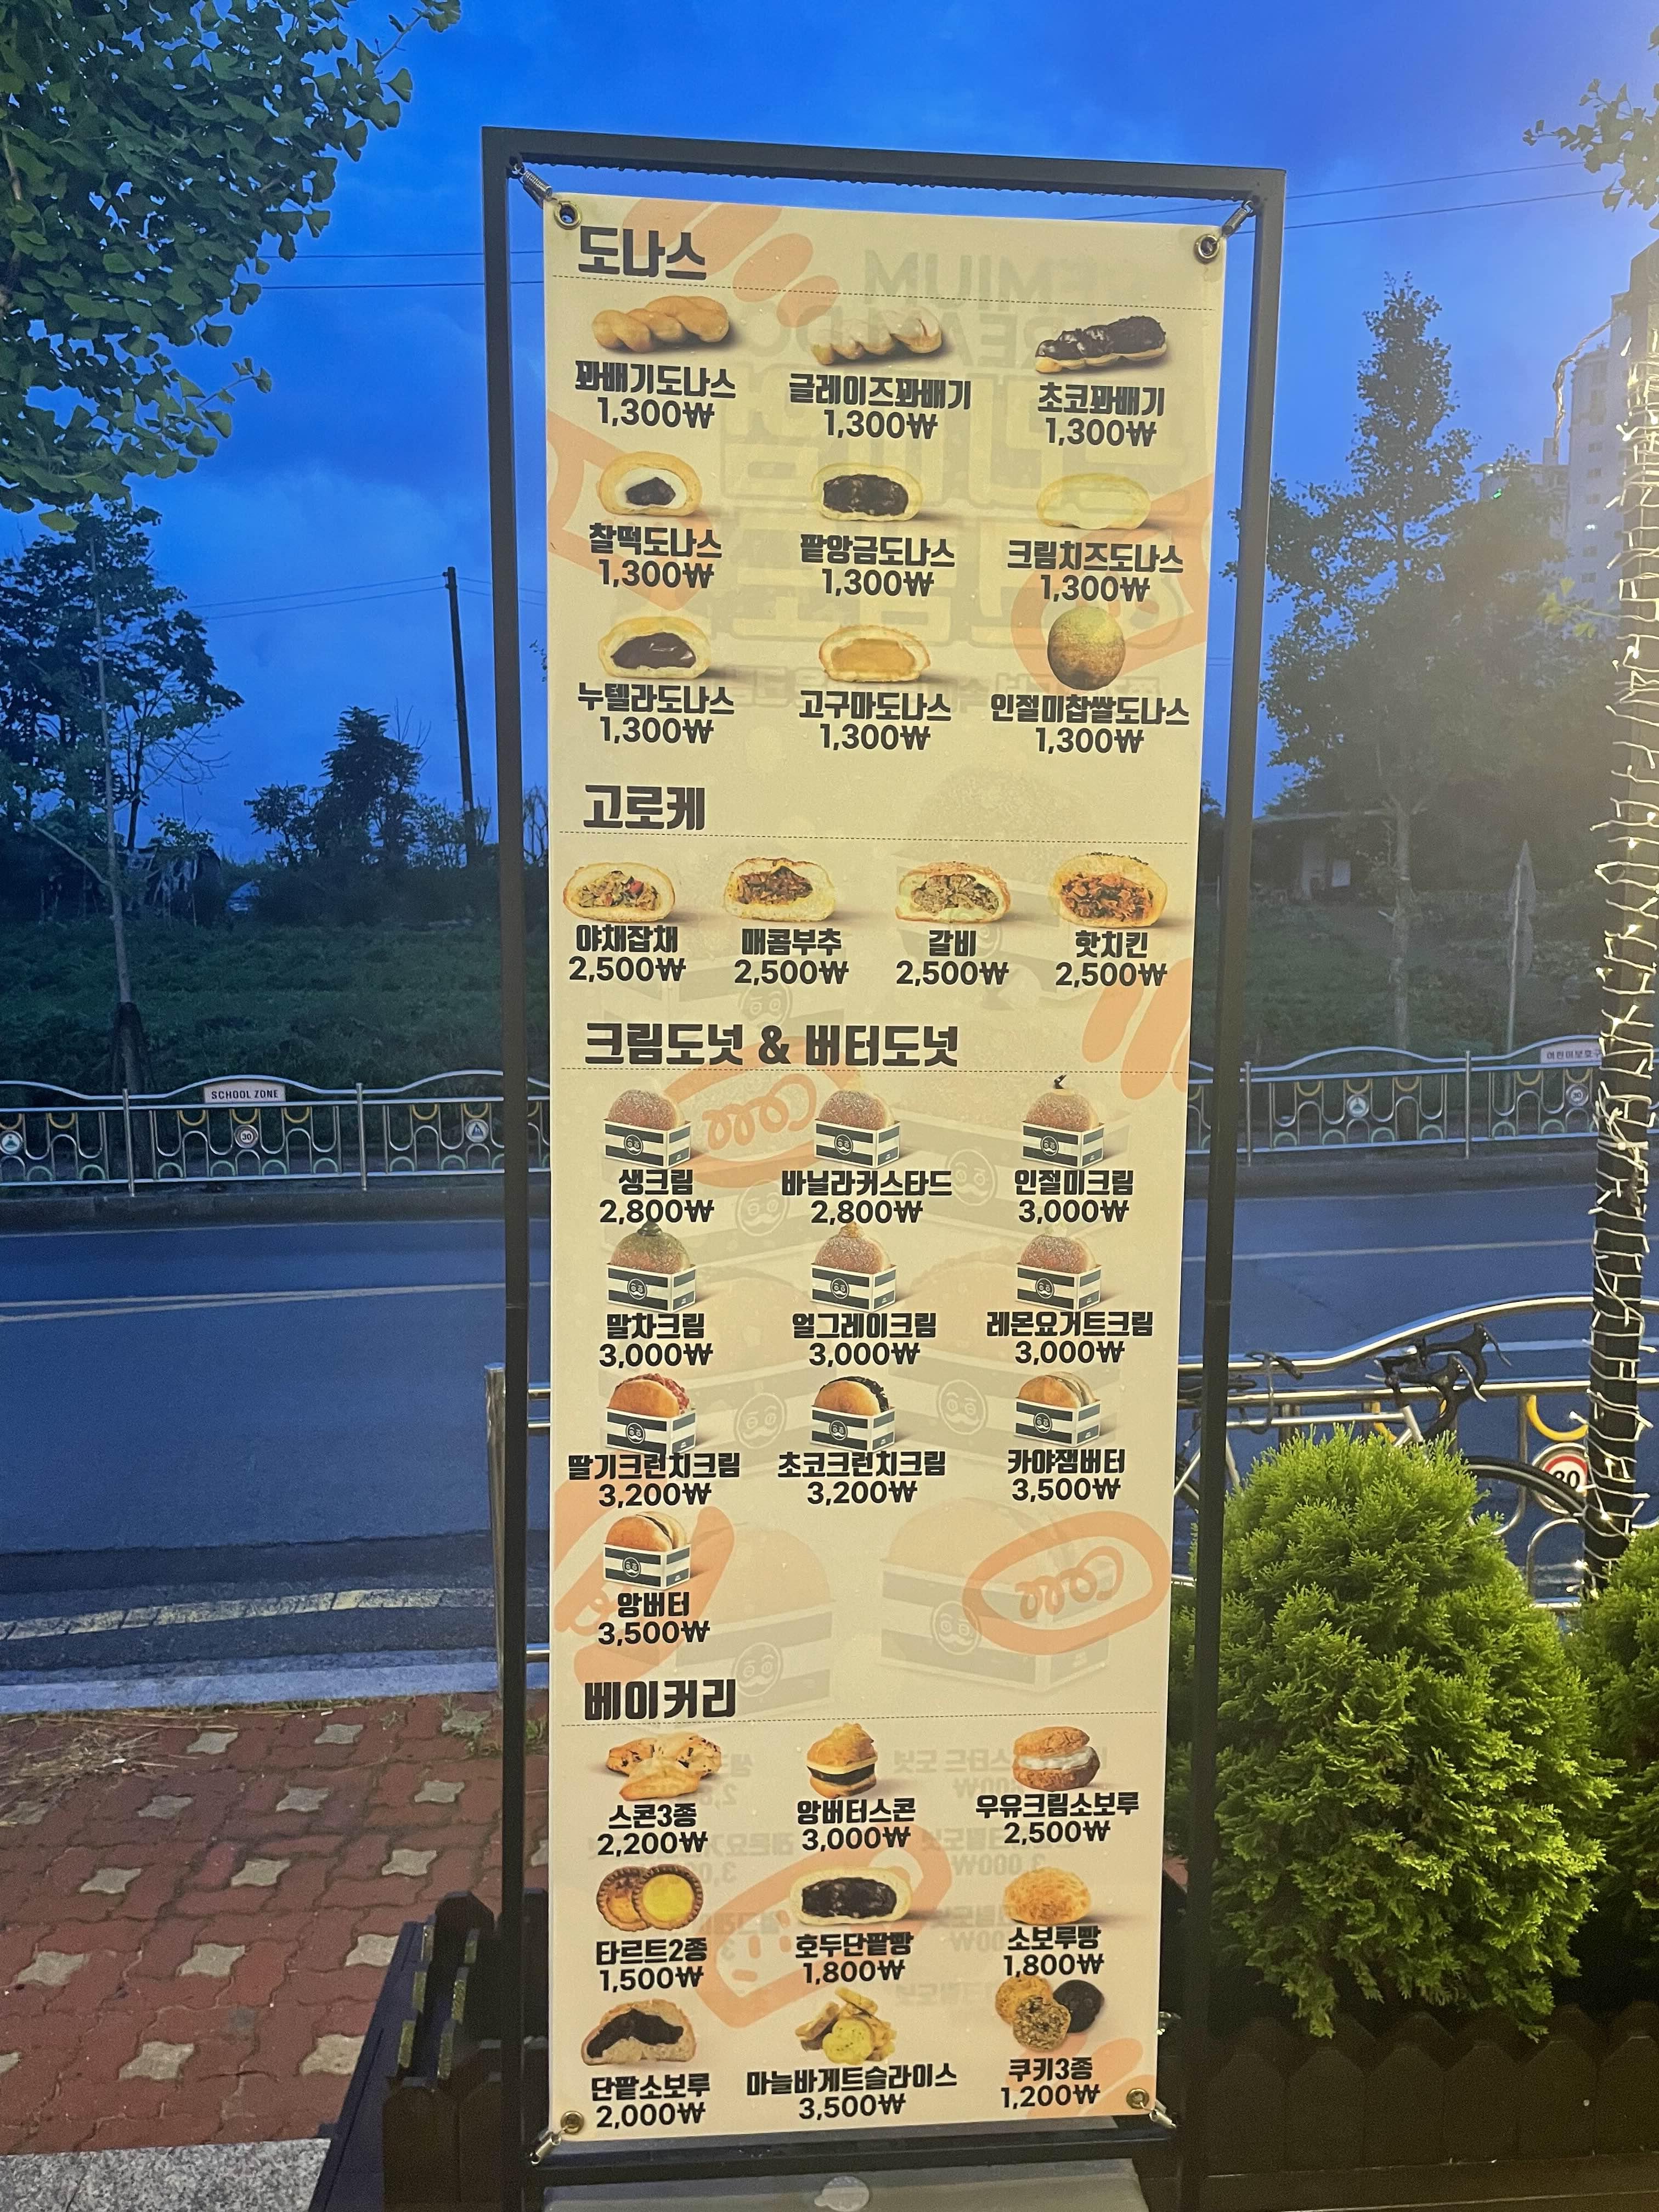 도나스
꽈배기도나스 글레이즈꽈배기 초코꽈배기
1,300₩ 1,300₩ 1,300₩
찰떡도나스 팥앙금도나스 크림치즈도나스
1,300₩ 1,300₩ 1,300₩
누텔라도나스 고구마도나스 인절미찹쌀도나스
1,300₩ 1,300₩ 1,300₩
고로케
야채잡채 매콤부추 갈비 핫치킨
2,500₩ 2,500₩ 2,500₩ 2,500₩
크림도넛 & 버터도넛
생크림 바닐라커스타드 인절미크림
2,800₩ 2,800₩ 3,000₩
말차크림 얼그레이크림 레몬요거트크림
3,000₩ 3,000₩ 3,000₩
딸기크런치크림 초코크런치크림 카야잼버터
3,200₩ 3,200₩ 3,500₩
앙버터
3,500₩
베이커리
스콘3종 앙버터스콘 우유크림소보루
2,200₩ 3,000₩ 2,500₩
타르트2종 호두단팥빵 소보루빵
1,500₩ 1,800₩ 1,800₩
단팥소보루 마늘바게트슬라이스 쿠키3종
2,000₩ 3,500₩ 1,200₩
SCHOOL ZONE
30
어린이보호구
30
30